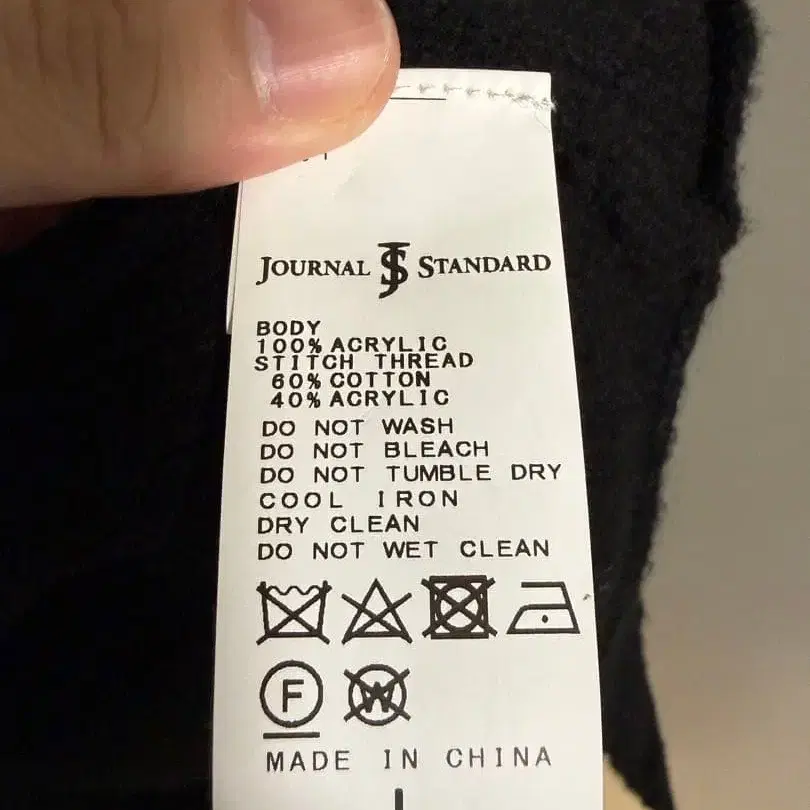 JOURNAL JS STANDARD
BODY
100% ACRYLIC
STITCH THREAD
60% COTTON
40% ACRYLIC
DO NOT WASH
DO NOT BLEACH
DO NOT TUMBLE DRY
COOL IRON
DRY CLEAN
DO NOT WET CLEAN
F W
MADE IN CHINA